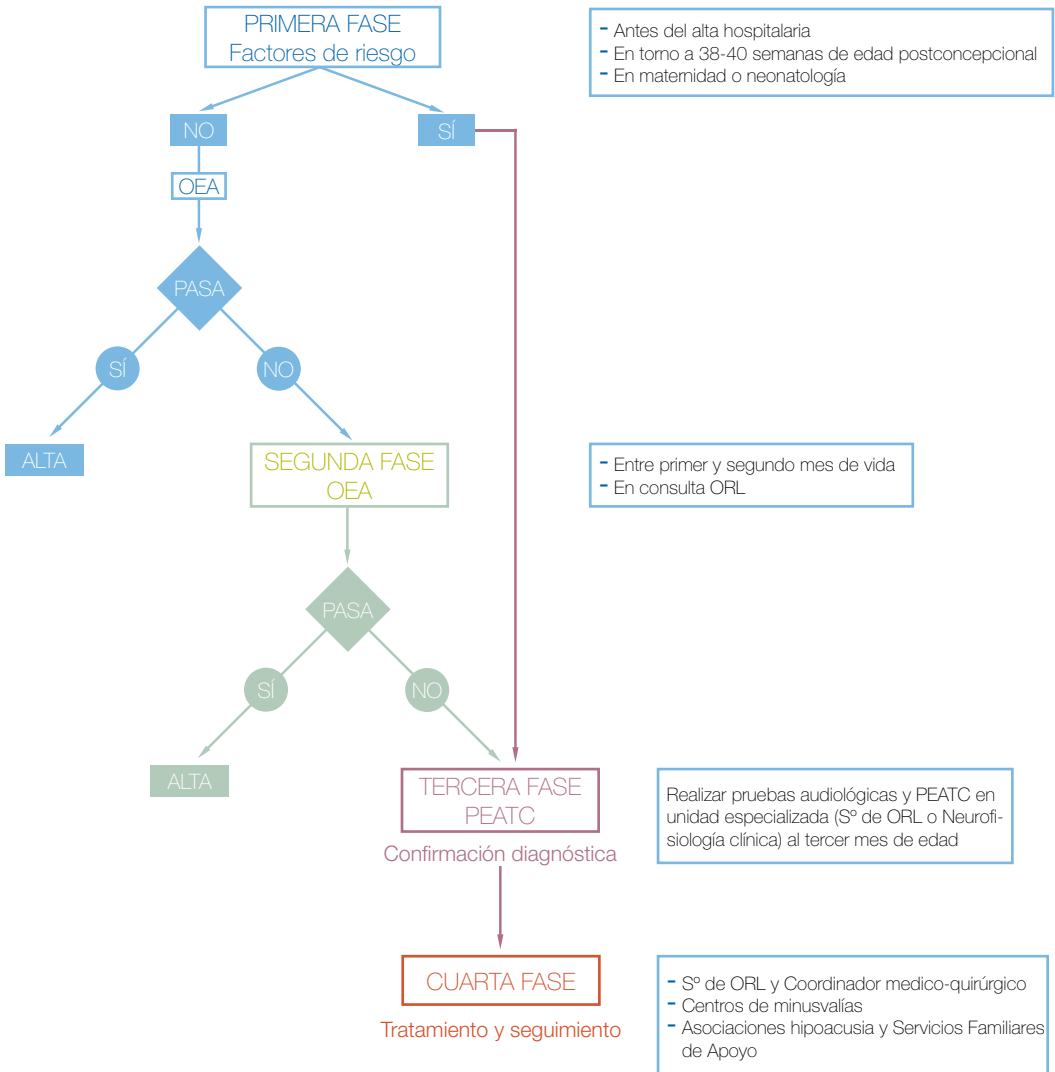 PRIMERA FASE
Factores de riesgo
- Antes del alta hospitalaria
- En torno a 38-40 semanas de edad postconcepcional
- En maternidad o neonatología
NO
SÍ
OEA
PASA
SÍ
NO
ALTA
SEGUNDA FASE
OEA
- Entre primer y segundo mes de vida
- En consulta ORL
PASA
SÍ
NO
ALTA
TERCERA FASE
PEATC
Confirmación diagnóstica
Realizar pruebas audiológicas y PEATC en
unidad especializada (Sº de ORL o Neurofi-
siología clínica) al tercer mes de edad
CUARTA FASE
Tratamiento y seguimiento
- Sº de ORL y Coordinador medico-quirúrgico
- Centros de minusvalías
- Asociaciones hipoacusia y Servicios Familiares
de Apoyo